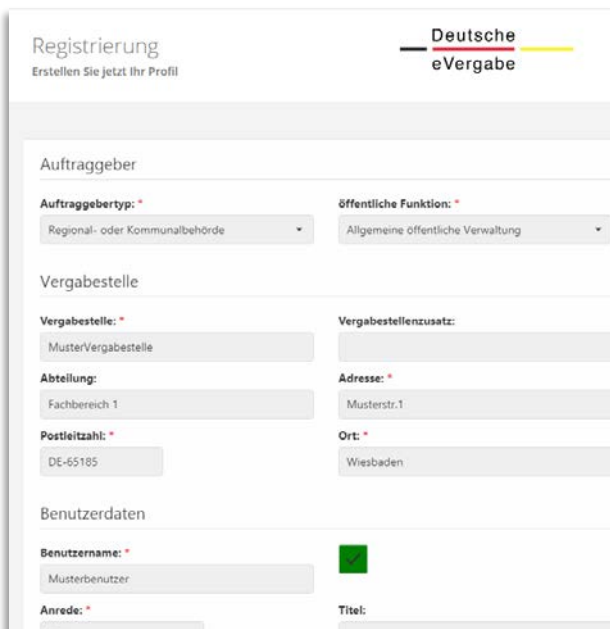 Registrierung
Erstellen Sie jetzt Ihr Profil
Deutsche
eVergabe
Auftraggeber
Auftraggebertyp: * öffentliche Funktion: *
Regional- oder Kommunalbehörde Allgemeine öffentliche Verwaltung
Vergabestelle
Vergabestelle: * Vergabestellenzusatz:
MusterVergabestelle
Abteilung: Adresse: *
Fachbereich 1 Musterstr.1
Postleitzahl: * Ort: *
DE-65185 Wiesbaden
Benutzerdaten
Benutzername: *
Musterbenutzer
Anrede: * Titel: